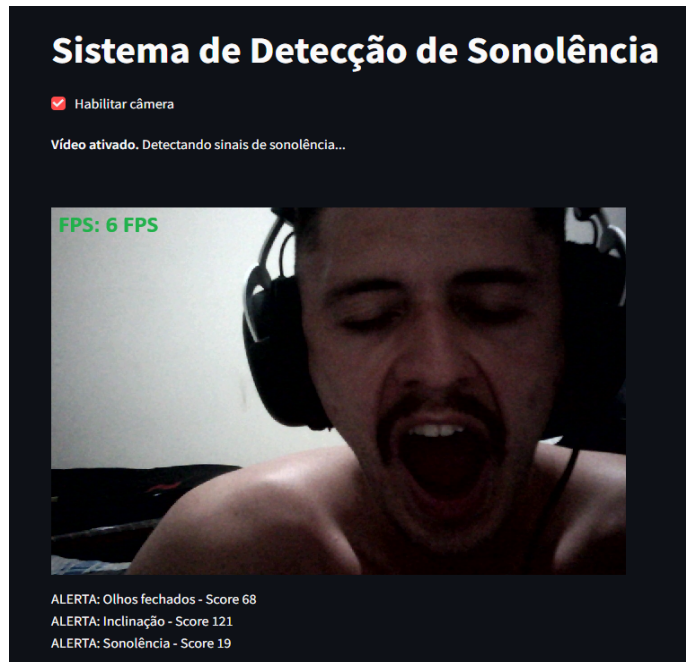 Sistema de Detecção de Sonolência
Habilitar câmera
Vídeo ativado. Detectando sinais de sonolência...
FPS: 6 FPS
ALERTA: Olhos fechados - Score 68
ALERTA: Inclinação - Score 121
ALERTA: Sonolência - Score 19